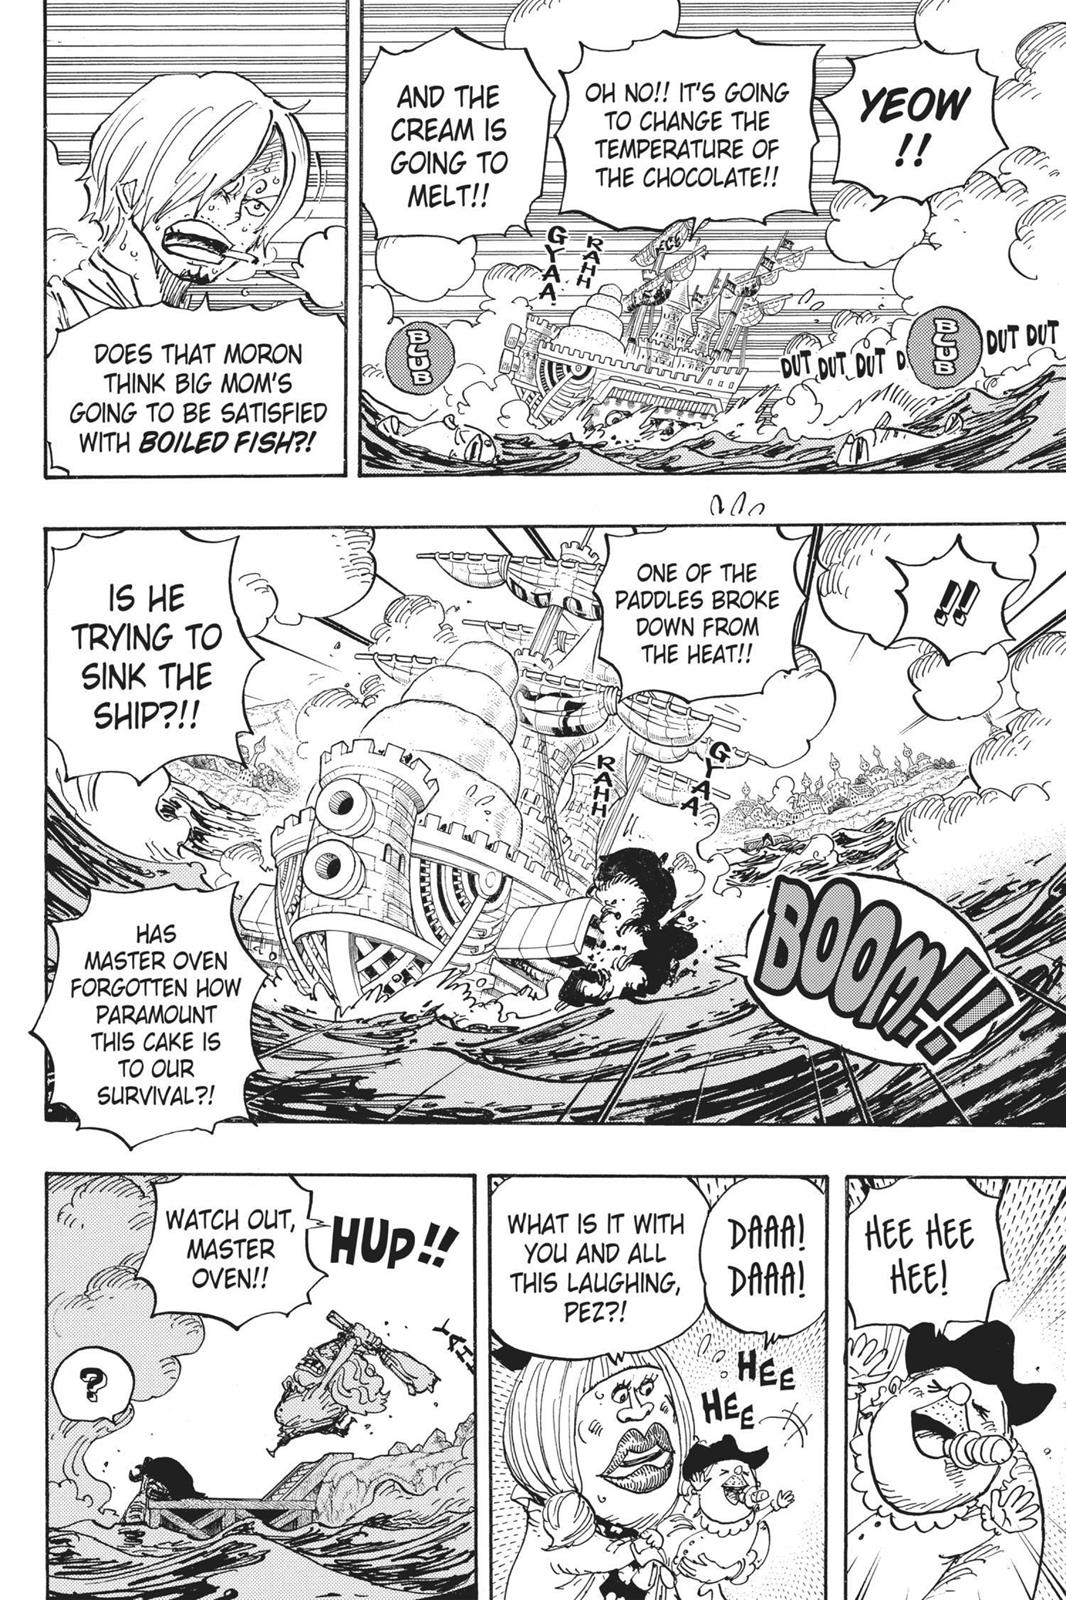 YEOW
!!
OH NO!! IT'S GOING
TO CHANGE THE
TEMPERATURE OF
THE CHOCOLATE!!
AND THE
CREAM IS
GOING TO
MELT!!
RAHH
GYAA
DUT DUT
BLUB
DUT DUT DUT D
BLUB
DOES THAT MORON
THINK BIG MOM'S
GOING TO BE SATISFIED
WITH BOILED FISH?!
!!
ONE OF THE
PADDLES BROKE
DOWN FROM
THE HEAT!!
GYAA
RAHH
BOOM!!
IS HE
TRYING TO
SINK THE
SHIP?!!
HAS
MASTER OVEN
FORGOTTEN HOW
PARAMOUNT
THIS CAKE IS
TO OUR
SURVIVAL?!
HEE HEE
HEE!
DAAA!
DAAA!
WHAT IS IT WITH
YOU AND ALL
THIS LAUGHING,
PEZ?!
HEE
HEE
HUP!!
WATCH OUT,
MASTER
OVEN!!
YAHH
?